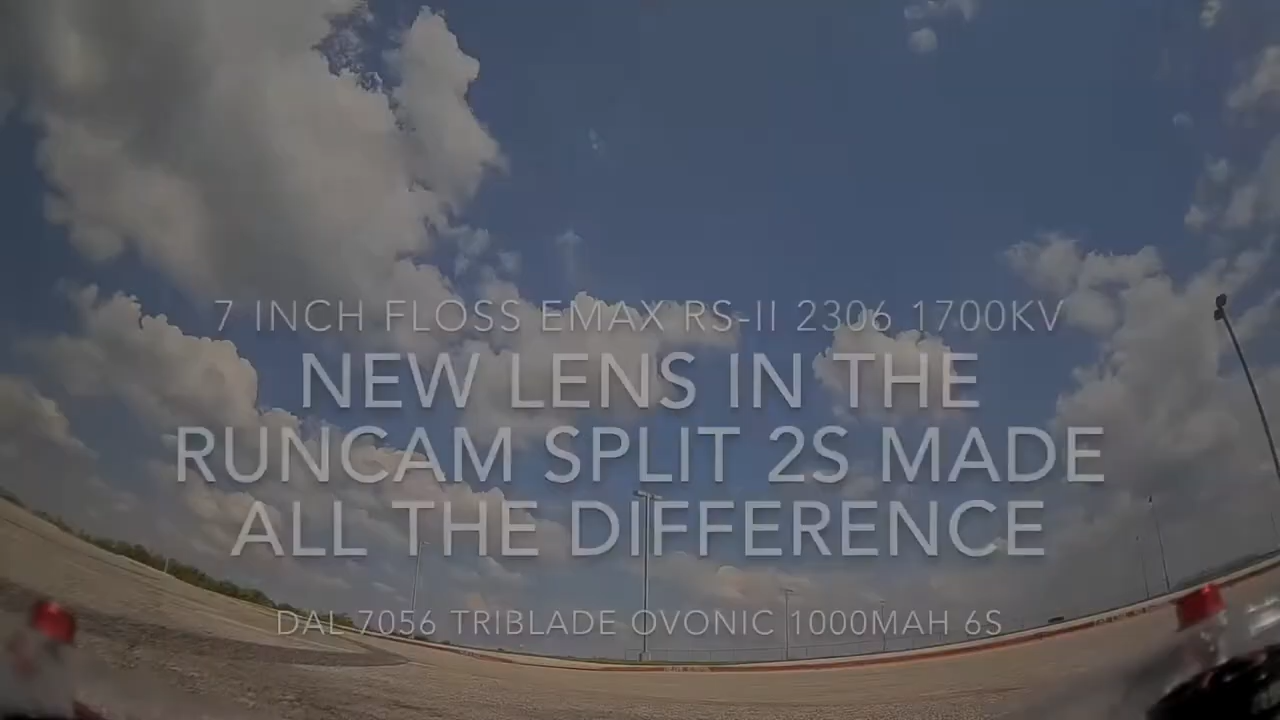 7 INCH FLOSS EMAX RS-II 2306 1700KV
NEW LENS IN THE
RUNCAM SPLIT 2S MADE
ALL THE DIFFERENCE
DAL 7056 TRIBLADE OVONIC 1000MAH 6S